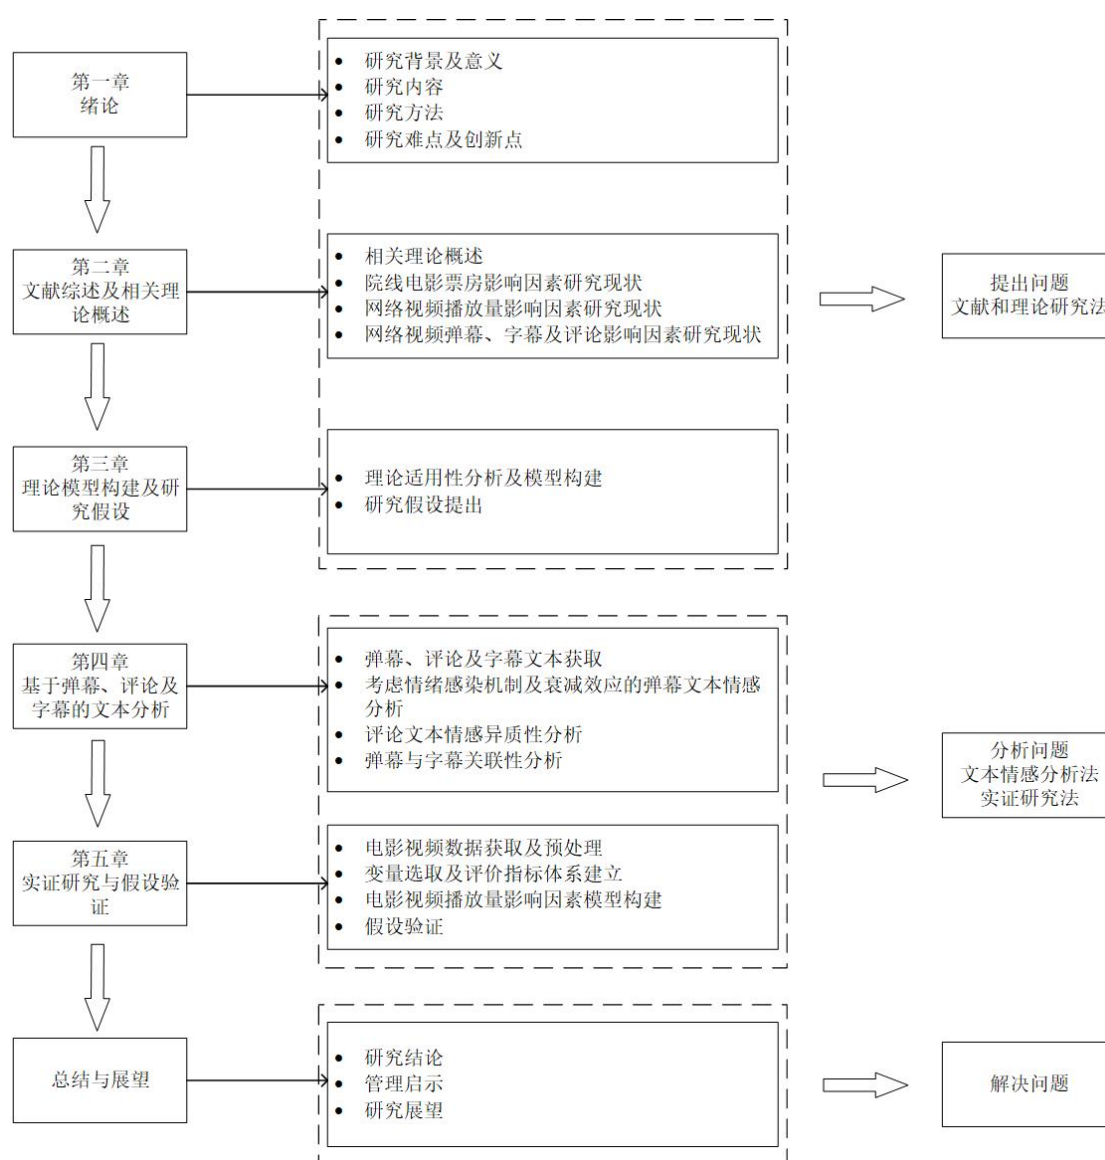 第一章
绪论
• 研究背景及意义
• 研究内容
• 研究方法
• 研究难点及创新点
第二章
文献综述及相关理
论概述
• 相关理论概述
• 院线电影票房影响因素研究现状
• 网络视频播放量影响因素研究现状
• 网络视频弹幕、字幕及评论影响因素研究现状
提出问题
文献和理论研究法
第三章
理论模型构建及研
究假设
• 理论适用性分析及模型构建
• 研究假设提出
第四章
基于弹幕、评论及
字幕的文本分析
• 弹幕、评论及字幕文本获取
• 考虑情绪感染机制及衰减效应的弹幕文本情感
分析
• 评论文本情感异质性分析
• 弹幕与字幕关联性分析
分析问题
文本情感分析法
实证研究法
第五章
实证研究与假设验
证
• 电影视频数据获取及预处理
• 变量选取及评价指标体系建立
• 电影视频播放量影响因素模型构建
• 假设验证
总结与展望
• 研究结论
• 管理启示
• 研究展望
解决问题